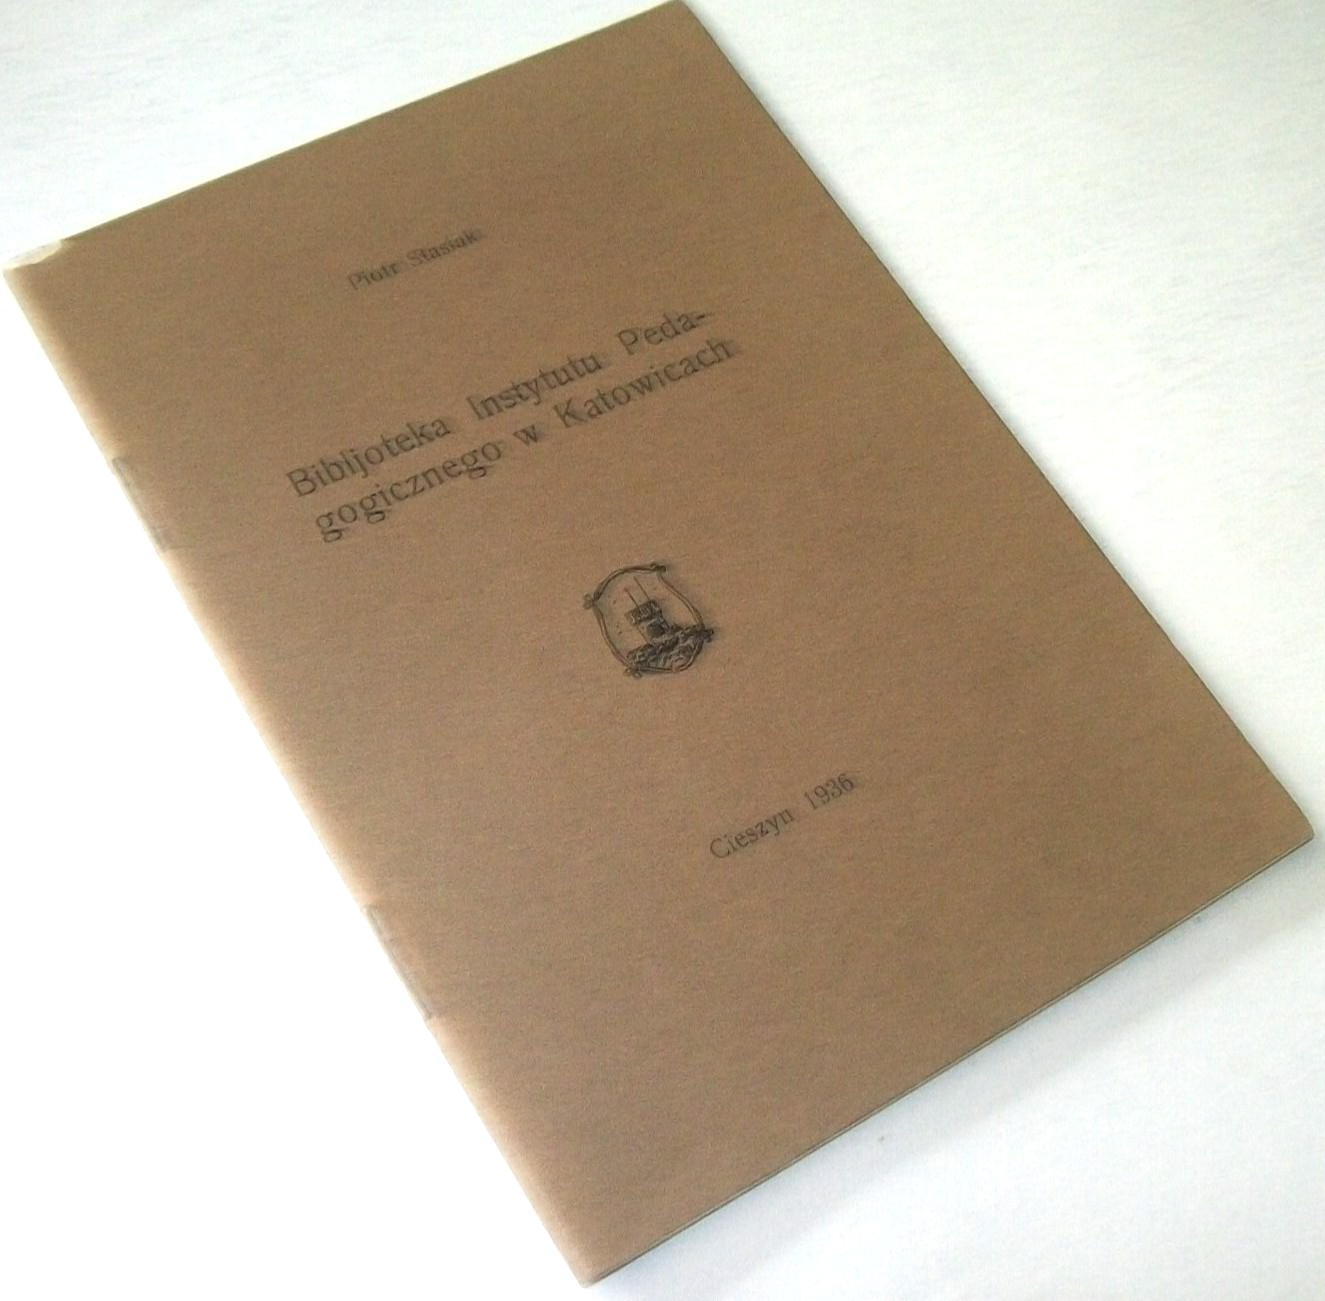 Piotr Stasiak
Bibljoteka Instytutu Peda-
gogicznego w Katowicach
Cieszyn 1936